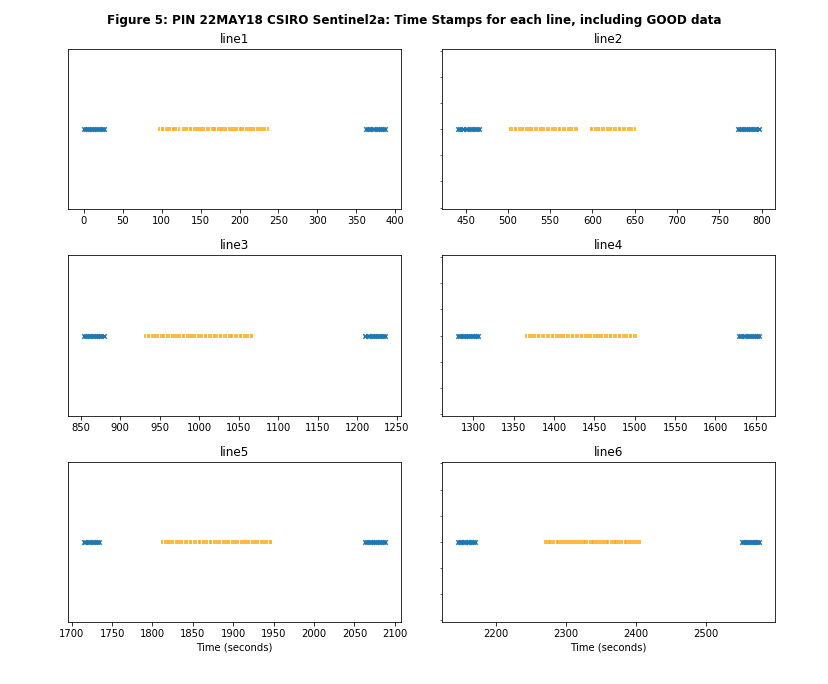 Figure 5: PIN 22MAY18 CSIRO Sentinel2a: Time Stamps for each line, including GOOD data
line1
line2
0 50 100 150 200 250 300 350 400
450 500 550 600 650 700 750 800
line3
line4
850 900 950 1000 1050 1100 1150 1200 1250
1300 1350 1400 1450 1500 1550 1600 1650
line5
line6
1700 1750 1800 1850 1900 1950 2000 2050 2100
2200 2300 2400 2500
Time (seconds)
Time (seconds)